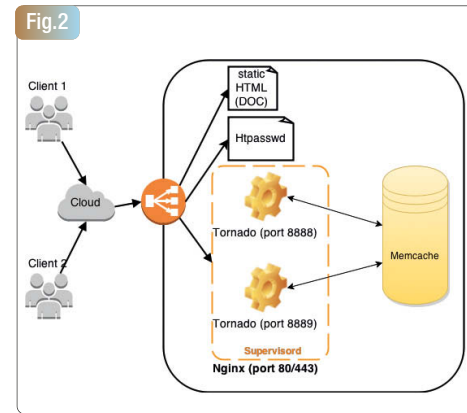 Fig.2
static
HTML
(DOC)
Client 1
Htpasswd
Cloud
Tornado (port 8888)
Memcache
Client 2
Tornado (port 8889)
Supervisord
Nginx (port 80/443)